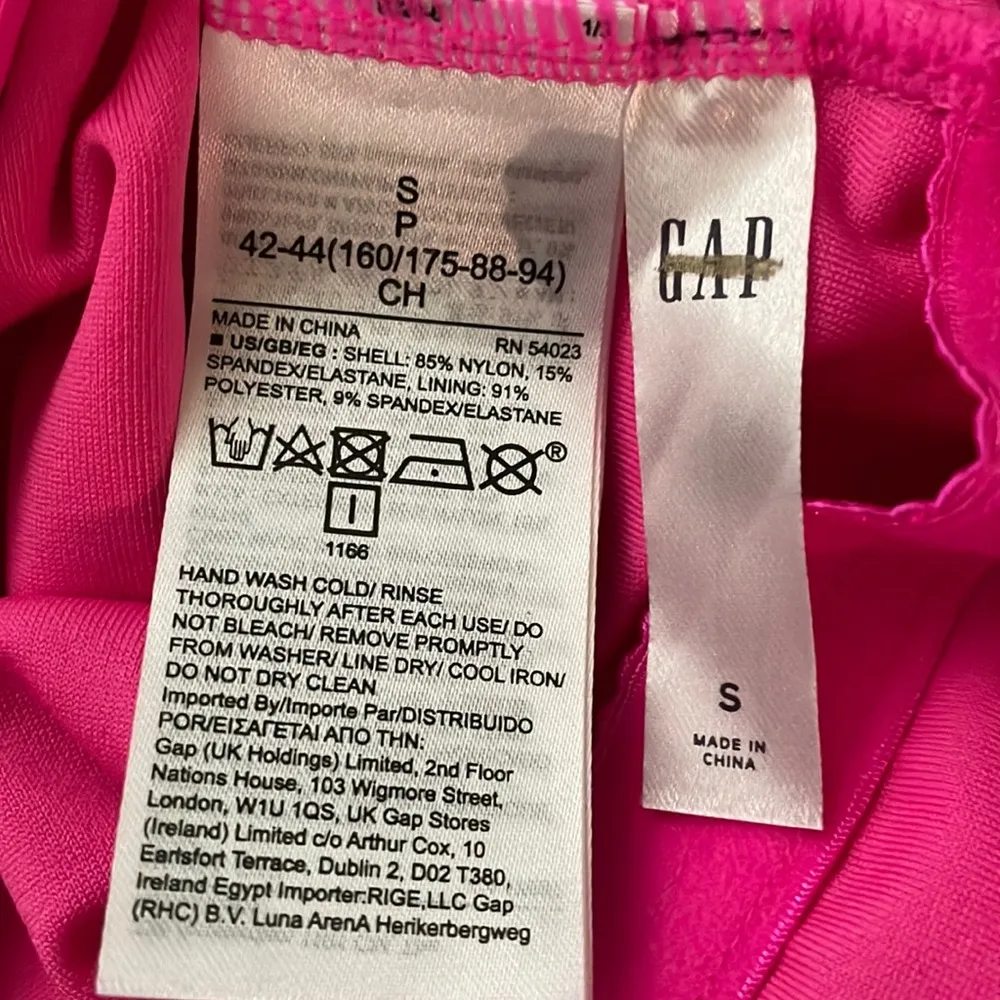 1/3
S
P
42-44(160/175-88-94)
CH
MADE IN CHINA RN 54023
■ US/GB/EG : SHELL: 85% NYLON, 15%
SPANDEX/ELASTANE, LINING: 91%
POLYESTER, 9% SPANDEX/ELASTANE
®
1166
HAND WASH COLD/ RINSE
THOROUGHLY AFTER EACH USE/ DO
NOT BLEACH/ REMOVE PROMPTLY
FROM WASHER/ LINE DRY/ COOL IRON/
DO NOT DRY CLEAN
Imported By/Importe Par/DISTRIBUIDO
POR/ΕΙΣΑΓΕΤΑΙ ΑΠΟ ΤΗΝ:
Gap (UK Holdings) Limited, 2nd Floor
Nations House, 103 Wigmore Street,
London, W1U 1QS, UK Gap Stores
(Ireland) Limited c/o Arthur Cox, 10
Earlsfort Terrace, Dublin 2, D02 T380,
Ireland Egypt Importer:RIGE,LLC Gap
(RHC) B.V. Luna ArenA Herikerbergweg
GAP
S
MADE IN
CHINA